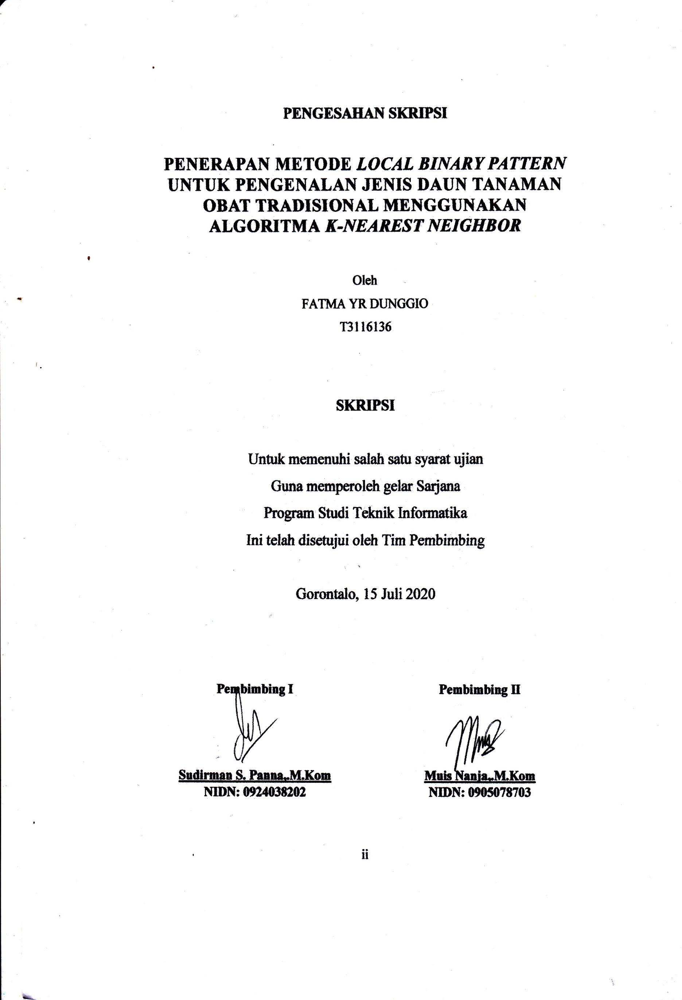 PENGESAHAN SKRIPSI
PENERAPAN METODE LOCAL BINARY PATTERN
UNTUK PENGENALAN JENIS DAUN TANAMAN
OBAT TRADISIONAL MENGGUNAKAN
ALGORITMA K-NEAREST NEIGHBOR
Oleh
FATMA YR DUNGGIO
T3116136
SKRIPSI
Untuk memenuhi salah satu syarat ujian
Guna memperoleh gelar Sarjana
Program Studi Teknik Informatika
Ini telah disetujui oleh Tim Pembimbing
Gorontalo, 15 Juli 2020
Pembimbing I
Pembimbing II
Sudirman S. Panna,.M.Kom
Muis Nanja,.M.Kom
NIDN: 0924038202
NIDN: 0905078703
ii